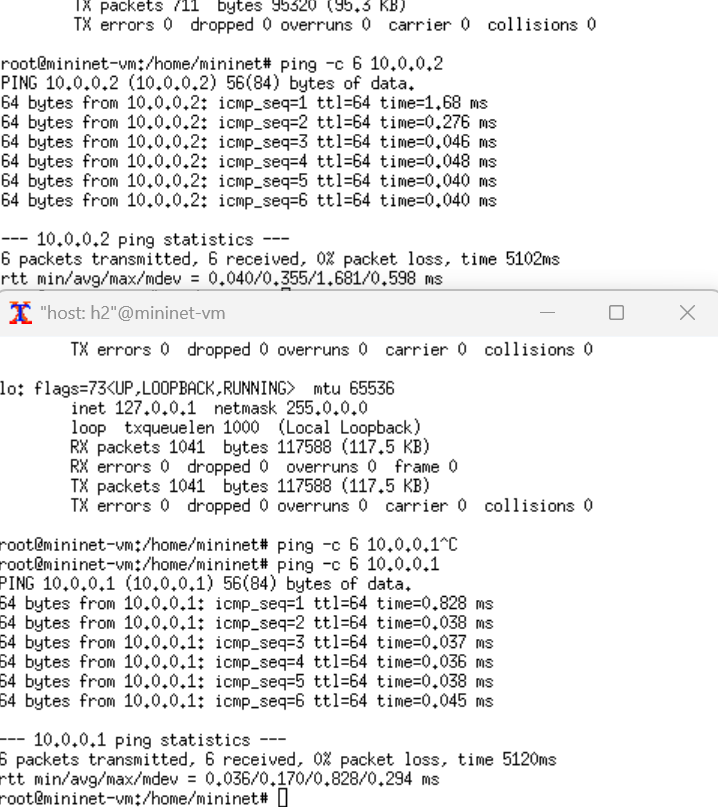 TX packets 711  bytes 95320 (95.3 KB)
TX errors 0  dropped 0 overruns 0  carrier 0  collisions 0
root@mininet-vm:/home/mininet# ping -c 6 10.0.0.2
PING 10.0.0.2 (10.0.0.2) 56(84) bytes of data.
64 bytes from 10.0.0.2: icmp_seq=1 ttl=64 time=1.68 ms
64 bytes from 10.0.0.2: icmp_seq=2 ttl=64 time=0.276 ms
64 bytes from 10.0.0.2: icmp_seq=3 ttl=64 time=0.046 ms
64 bytes from 10.0.0.2: icmp_seq=4 ttl=64 time=0.048 ms
64 bytes from 10.0.0.2: icmp_seq=5 ttl=64 time=0.040 ms
64 bytes from 10.0.0.2: icmp_seq=6 ttl=64 time=0.040 ms
--- 10.0.0.2 ping statistics ---
6 packets transmitted, 6 received, 0% packet loss, time 5102ms
rtt min/avg/max/mdev = 0.040/0.355/1.681/0.598 ms
"host: h2"@mininet-vm
TX errors 0  dropped 0 overruns 0  carrier 0  collisions 0
lo: flags=73<UP,LOOPBACK,RUNNING>  mtu 65536
inet 127.0.0.1  netmask 255.0.0.0
loop  txqueuelen 1000  (Local Loopback)
RX packets 1041  bytes 117588 (117.5 KB)
RX errors 0  dropped 0  overruns 0  frame 0
TX packets 1041  bytes 117588 (117.5 KB)
TX errors 0  dropped 0 overruns 0  carrier 0  collisions 0
root@mininet-vm:/home/mininet# ping -c 6 10.0.0.1^C
root@mininet-vm:/home/mininet# ping -c 6 10.0.0.1
PING 10.0.0.1 (10.0.0.1) 56(84) bytes of data.
64 bytes from 10.0.0.1: icmp_seq=1 ttl=64 time=0.828 ms
64 bytes from 10.0.0.1: icmp_seq=2 ttl=64 time=0.038 ms
64 bytes from 10.0.0.1: icmp_seq=3 ttl=64 time=0.037 ms
64 bytes from 10.0.0.1: icmp_seq=4 ttl=64 time=0.036 ms
64 bytes from 10.0.0.1: icmp_seq=5 ttl=64 time=0.038 ms
64 bytes from 10.0.0.1: icmp_seq=6 ttl=64 time=0.045 ms
--- 10.0.0.1 ping statistics ---
6 packets transmitted, 6 received, 0% packet loss, time 5120ms
rtt min/avg/max/mdev = 0.036/0.170/0.828/0.294 ms
root@mininet-vm:/home/mininet#